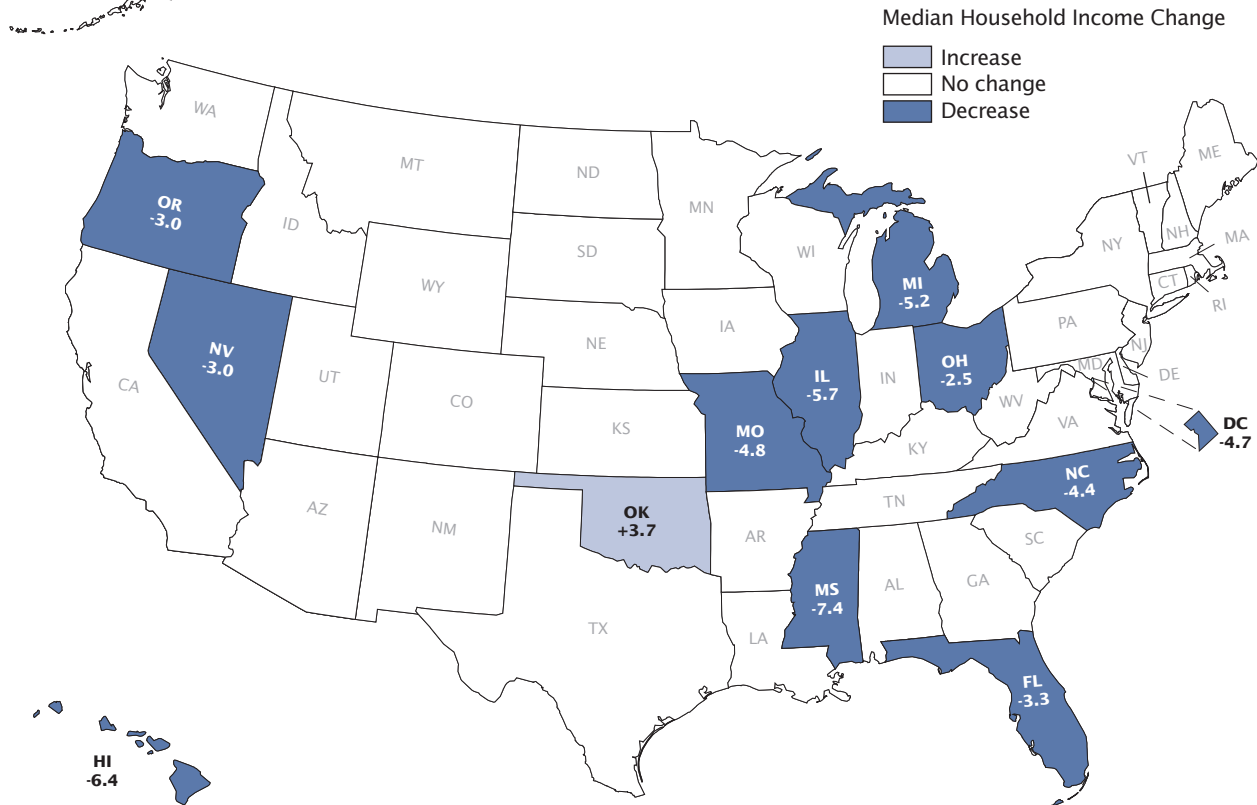 Median Household Income Change
Increase
No change
Decrease
WA
MT
ND
MN
VT
ME
OR
-3.0
ID
SD
WI
NY
NH
MA
WY
MI
-5.2
CT
RI
IA
PA
NJ
NV
-3.0
NE
CA
UT
CO
IL
-5.7
IN
OH
-2.5
MD
DE
WV
KS
MO
-4.8
KY
VA
DC
-4.7
NC
-4.4
AZ
NM
OK
+3.7
AR
TN
SC
MS
-7.4
AL
GA
TX
LA
FL
-3.3
HI
-6.4